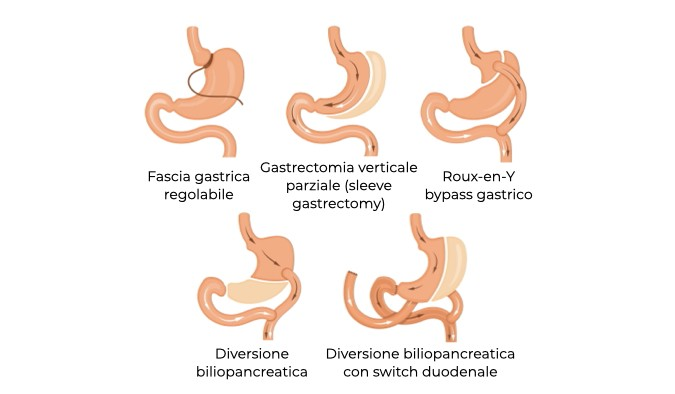 Fascia gastrica
regolabile
Gastrectomia verticale
parziale (sleeve
gastrectomy)
Roux-en-Y
bypass gastrico
Diversione
biliopancreatica
Diversione biliopancreatica
con switch duodenale